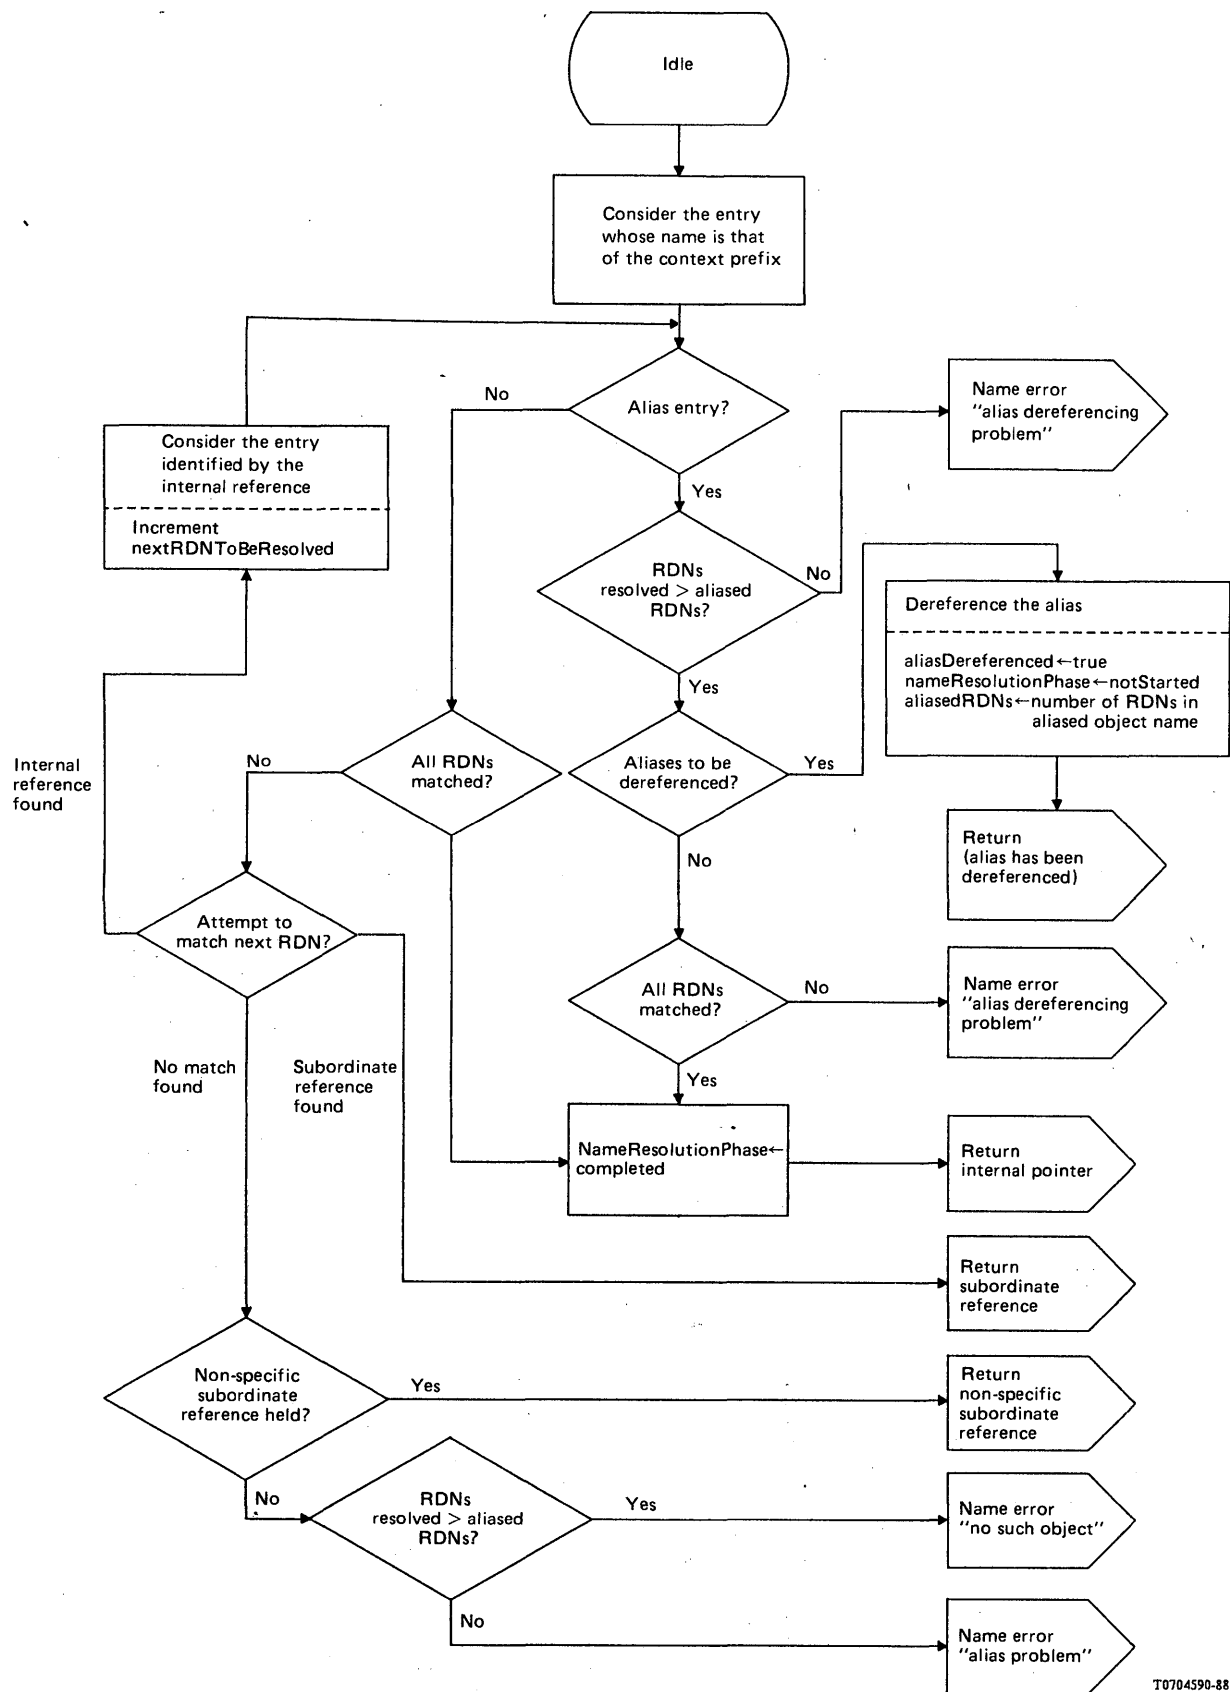 Idle
Consider the entry
whose name is that
of the context prefix
No
Alias entry?
Name error
"alias dereferencing
problem"
Consider the entry
identified by the
internal reference
Increment
nextRDNToBeResolved
Yes
RDNs
resolved > aliased
RDNs?
No
Dereference the alias
aliasDereferenced←true
nameResolutionPhase←notStarted
aliasedRDNs←number of RDNs in
aliased object name
Yes
Internal
reference
found
No
All RDNs
matched?
Aliases to be
dereferenced?
Yes
Return
(alias has been
dereferenced)
No
Attempt to
match next RDN?
All RDNs
matched?
No
Name error
"alias dereferencing
problem"
No match
found
Subordinate
reference
found
Yes
NameResolutionPhase←
completed
Return
internal pointer
Return
subordinate
reference
Non-specific
subordinate
reference held?
Yes
Return
non-specific
subordinate
reference
No
RDNs
resolved > aliased
RDNs?
Yes
Name error
"no such object"
No
Name error
"alias problem"
T0704590-88